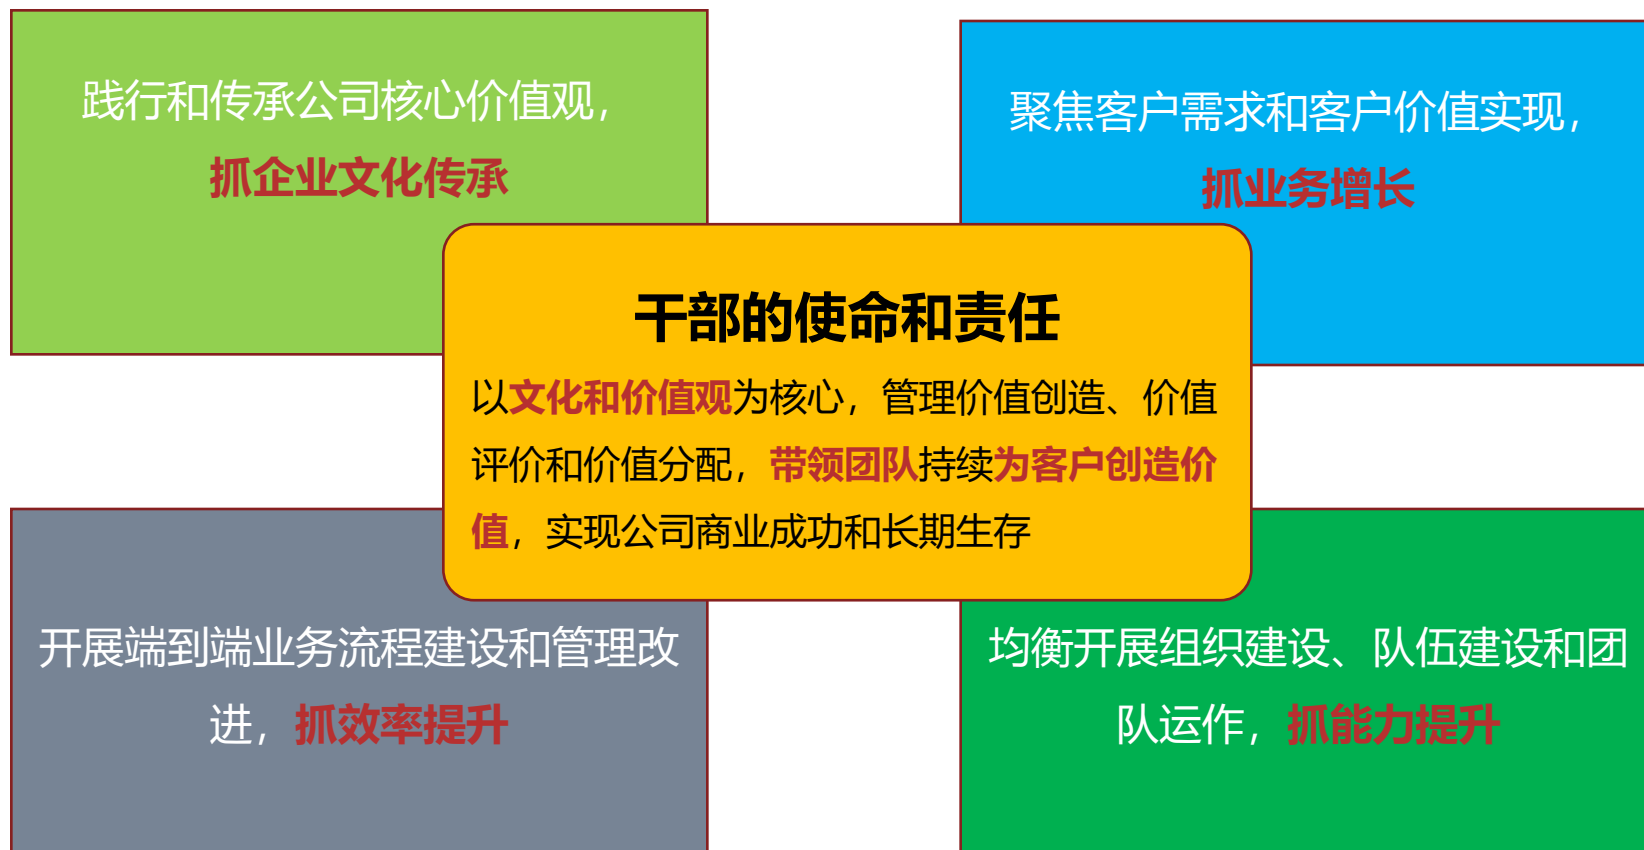 践行和传承公司核心价值观，
抓企业文化传承
聚焦客户需求和客户价值实现，
抓业务增长
干部的使命和责任
以文化和价值观为核心，管理价值创造、价值
评价和价值分配，带领团队持续为客户创造价
值，实现公司商业成功和长期生存
开展端到端业务流程建设和管理改
进，抓效率提升
均衡开展组织建设、队伍建设和团
队运作，抓能力提升